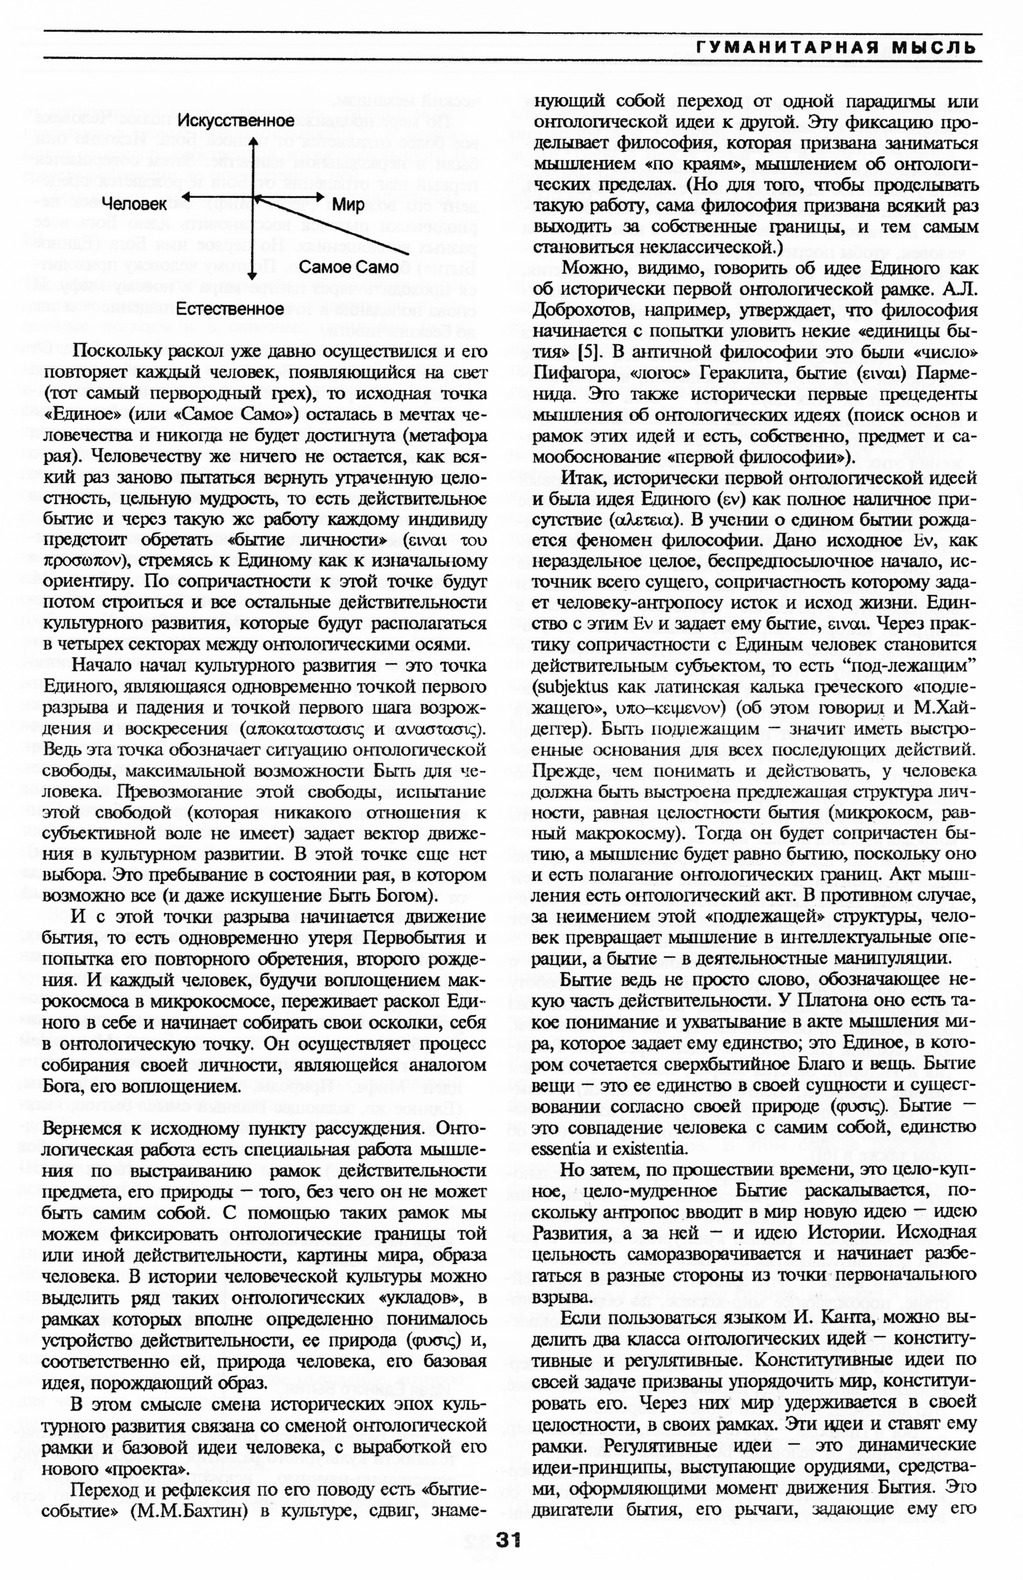 ГУМАНИТАРНАЯ МЫСЛЬ
Искусственное
Человек
Мир
Самое Само
Естественное
Поскольку раскол уже давно осуществился и его
повторяет каждый человек, появляющийся на свет
(тот самый первородный грех), то исходная точка
«Единое» (или «Самое Само») осталась в мечтах че-
ловечества и никогда не будет достигнута (метафора
рая). Человечеству же ничего не остается, как вся-
кий раз заново пытаться вернуть утраченную цело-
стность, цельную мудрость, то есть действительное
бытие и через такую же работу каждому индивиду
предстоит обретать «бытие личности» (ειναι του
προσωπον), стремясь к Единому как к изначальному
ориентиру. По сопричастности к этой точке будут
потом строиться и все остальные действительности
культурного развития, которые будут располагаться
в четырех секторах между онтологическими осями.
Начало начал культурного развития — это точка
Единого, являющаяся одновременно точкой первого
разрыва и падения и точкой первого шага возрож-
дения и воскресения (αποκαταστασις и αναστασις).
Ведь эта точка обозначает ситуацию онтологической
свободы, максимальной возможности Быть для че-
ловека. Превозмогание этой свободы, испытание
этой свободой (которая никакого отношения к
субъективной воле не имеет) задает вектор движе-
ния в культурном развитии. В этой точке еще нет
выбора. Это пребывание в состоянии рая, в котором
возможно все (и даже искушение Быть Богом).
И с этой точки разрыва начинается движение
бытия, то есть одновременно утеря Первобытия и
попытка его повторного обретения, второго рожде-
ния. И каждый человек, будучи воплощением мак-
рокосмоса в микрокосмосе, переживает раскол Еди-
ного в себе и начинает собирать свои осколки, себя
в онтологическую точку. Он осуществляет процесс
собирания своей личности, являющейся аналогом
Бога, его воплощением.
Вернемся к исходному пункту рассуждения. Онто-
логическая работа есть специальная работа мышле-
ния по выстраиванию рамок действительности
предмета, его природы — того, без чего он не может
быть самим собой. С помощью таких рамок мы
можем фиксировать онтологические границы той
или иной действительности, картины мира, образа
человека. В истории человеческой культуры можно
выделить ряд таких онтологических «укладов», в
рамках которых вполне определенно понималось
устройство действительности, ее природа (φυσις) и,
соответственно ей, природа человека, его базовая
идея, порождающий образ.
В этом смысле смена исторических эпох куль-
турного развития связана со сменой онтологической
рамки и базовой идеи человека, с выработкой его
нового «проекта».
Переход и рефлексия по его поводу есть «бытие-
событие» (М.М.Бахтин) в культуре, сдвиг, знаме-
нующий собой переход от одной парадигмы или
онтологической идеи к другой. Эту фиксацию про-
делывает философия, которая призвана заниматься
мышлением «по краям», мышлением об онтологи-
ческих пределах. (Но для того, чтобы проделывать
такую работу, сама философия призвана всякий раз
выходить за собственные границы, и тем самым
становиться неклассической.)
Можно, видимо, говорить об идее Единого как
об исторически первой онтологической рамке. А.Л.
Доброхотов, например, утверждает, что философия
начинается с попытки уловить некие «единицы бы-
тия» [5]. В античной философии это были «число»
Пифагора, «логос» Гераклита, бытие (ειναι) Парме-
нида. Это также исторически первые прецеденты
мышления об онтологических идеях (поиск основ и
рамок этих идей и есть, собственно, предмет и са-
мообоснование «первой философии»).
Итак, исторически первой онтологической идеей
и была идея Единого (εν) как полное наличное при-
сутствие (αλετεια). В учении о едином бытии рожда-
ется феномен философии. Дано исходное Εν, как
нераздельное целое, беспредпосылочное начало, ис-
точник всего сущего, сопричастность которому зада-
ет человеку-антропосу исток и исход жизни. Един-
ство с этим Εν и задает ему бытие, ειναι. Через прак-
тику сопричастности с Единым человек становится
действительным субъектом, то есть “под-лежащим”
(subjektus как латинская калька греческого «подле-
жащего», υπο–κειμενον) (об этом говорил и М.Хай-
деггер). Быть подлежащим — значит иметь выстро-
енные основания для всех последующих действий.
Прежде, чем понимать и действовать, у человека
должна быть выстроена предлежащая структура лич-
ности, равная целостности бытия (микрокосм, рав-
ный макрокосму). Тогда он будет сопричастен бы-
тию, а мышление будет равно бытию, поскольку оно
и есть полагание онтологических границ. Акт мыш-
ления есть онтологический акт. В противном случае,
за неимением этой «подлежащей» структуры, чело-
век превращает мышление в интеллектуальные опе-
рации, а бытие — в деятельностные манипуляции.
Бытие ведь не просто слово, обозначающее не-
кую часть действительности. У Платона оно есть та-
кое понимание и ухватывание в акте мышления ми-
ра, которое задает ему единство; это Единое, в кото-
ром сочетается сверхбытийное Благо и вещь. Бытие
вещи — это ее единство в своей сущности и сущест-
вовании согласно своей природе (φυσις). Бытие —
это совпадение человека с самим собой, единство
essentia и existentia.
Но затем, по прошествии времени, это цело-куп-
ное, цело-мудренное Бытие раскалывается, по-
скольку антропос вводит в мир новую идею — идею
Развития, а за ней — и идею Истории. Исходная
цельность саморазворачивается и начинает разбе-
гаться в разные стороны из точки первоначального
взрыва.
Если пользоваться языком И. Канта, можно вы-
делить два класса онтологических идей — конститу-
тивные и регулятивные. Конститутивные идеи по
своей задаче призваны упорядочить мир, конституи-
ровать его. Через них мир удерживается в своей
целостности, в своих рамках. Эти идеи и ставят ему
рамки. Регулятивные идеи — это динамические
идеи-принципы, выступающие орудиями, средства-
ми, оформляющими момент движения Бытия. Это
двигатели бытия, его рычаги, задающие ему его
31